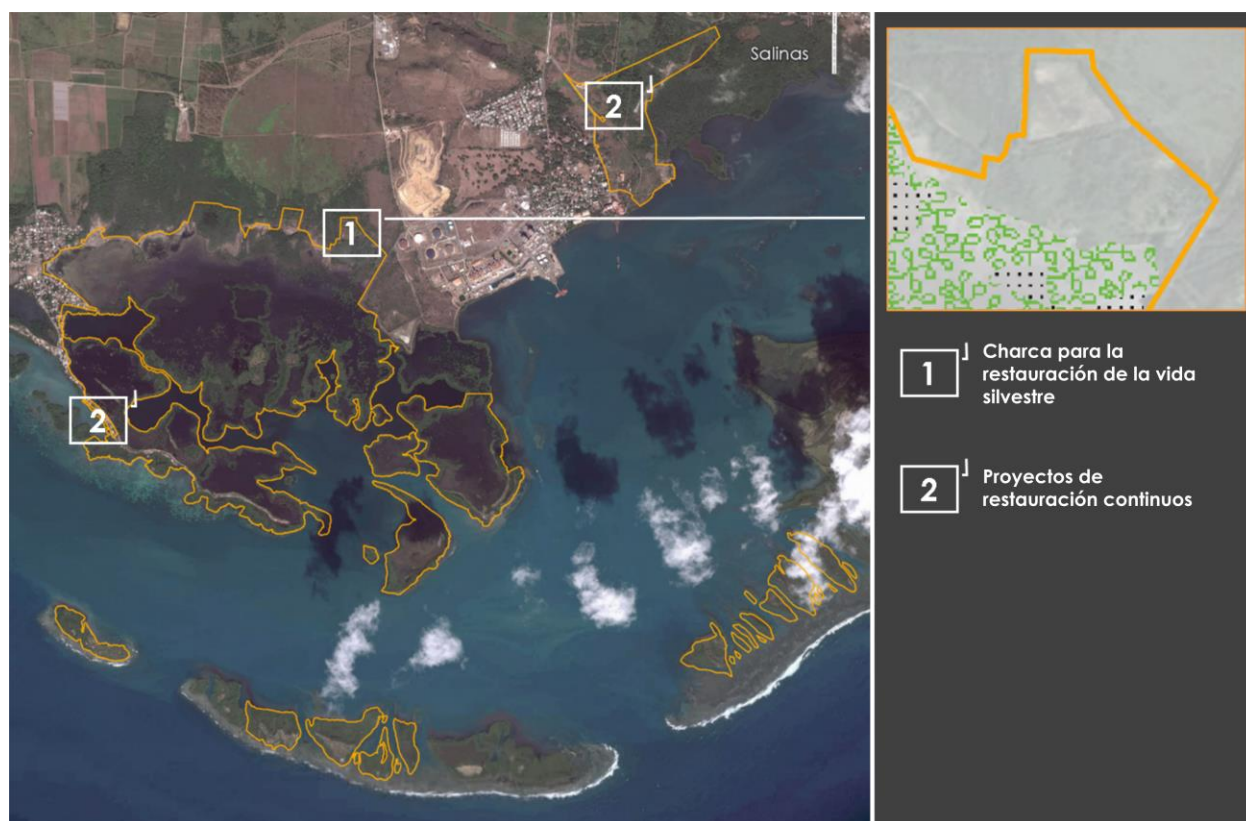 Salinas
2
1
2
1
Charca para la
restauración de la vida
silvestre
2
Proyectos de
restauración continuos